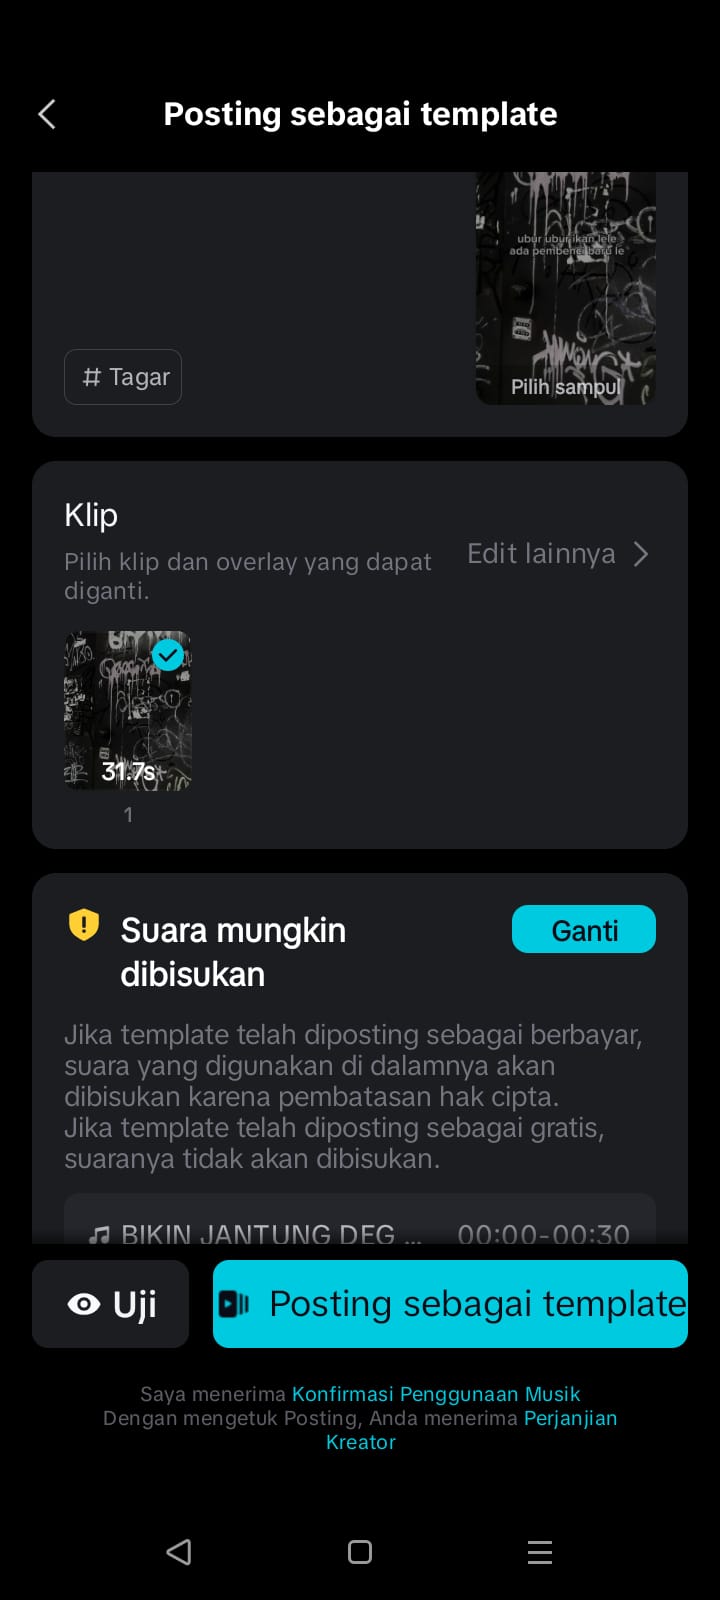 Posting sebagai template
ubur ubur ikan lele
ada pembenci baru le
# Tagar
Pilih sampul
Klip
Pilih klip dan overlay yang dapat
diganti.
Edit lainnya
31.7s
1
Suara mungkin
dibisukan
Ganti
Jika template telah diposting sebagai berbayar,
suara yang digunakan di dalamnya akan
dibisukan karena pembatasan hak cipta.
Jika template telah diposting sebagai gratis,
suaranya tidak akan dibisukan.
BIKIN JANTUNG DEG ...
00:00-00:30
Uji
Posting sebagai template
Saya menerima Konfirmasi Penggunaan Musik
Dengan mengetuk Posting, Anda menerima Perjanjian
Kreator